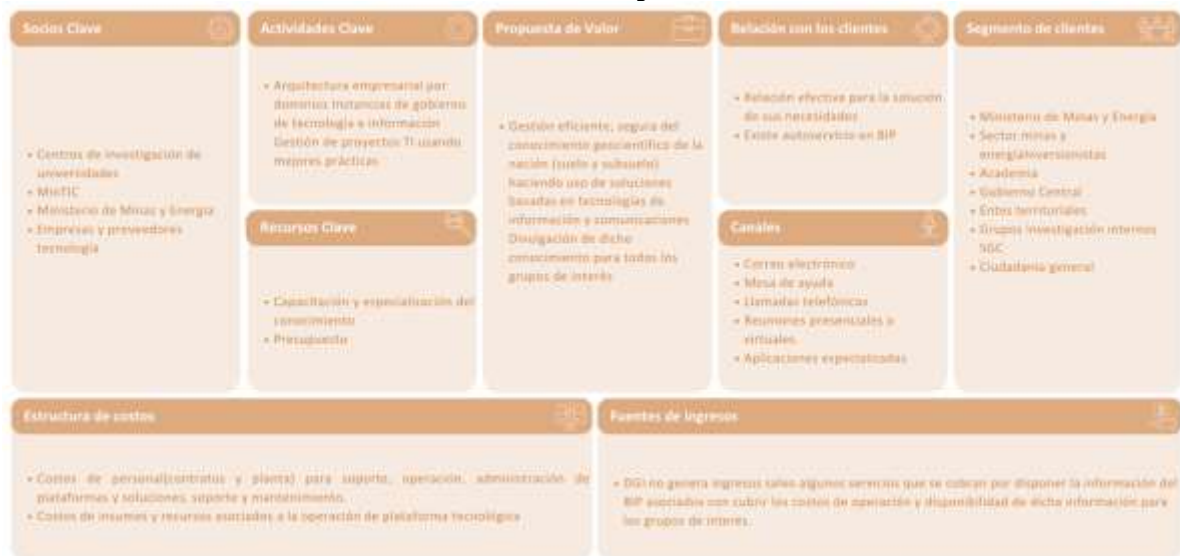 Socios Clave
• Centros de investigación de
universidades
• MinTIC
• Ministerio de Minas y Energía
• Empresas y proveedores
tecnología
Actividades Clave
• Arquitectura empresarial por
dominios Instancias de gobierno
de tecnología e información
Gestión de proyectos TI usando
mejores prácticas
Recursos Clave
• Capacitación y especialización del
conocimiento
• Presupuesto
Propuesta de Valor
• Gestión eficiente, segura del
conocimiento geocientífico de la
nación (suelo y subsuelo)
haciendo uso de soluciones
basadas en tecnologías de
información y comunicaciones
Divulgación de dicho
conocimiento para todos los
grupos de interés
Relación con los clientes
• Relación efectiva para la solución
de sus necesidades
• Existe autoservicio en BIP
Canales
• Correo electrónico
• Mesa de ayuda
• Llamadas telefónicas
• Reuniones presenciales o
virtuales
• Aplicaciones especializadas
Segmento de clientes
• Ministerio de Minas y Energía
• Sector minas y
energíainversionistas
• Academia
• Gobierno Central
• Entes territoriales
• Grupos investigación internos
SGC
• Ciudadanía general
Estructura de costos
• Costos de personal(contratos y planta) para soporte, operación, administración de
plataformas y soluciones, soporte y mantenimiento.
• Costos de insumos y recursos asociados a la operación de plataforma tecnológica
Fuentes de ingresos
• DGI no genera ingresos salvo algunos servicios que se cobran por disponer la información del
BIP asociados con cubrir los costos de operación y disponibilidad de dicha información para
los grupos de interés.